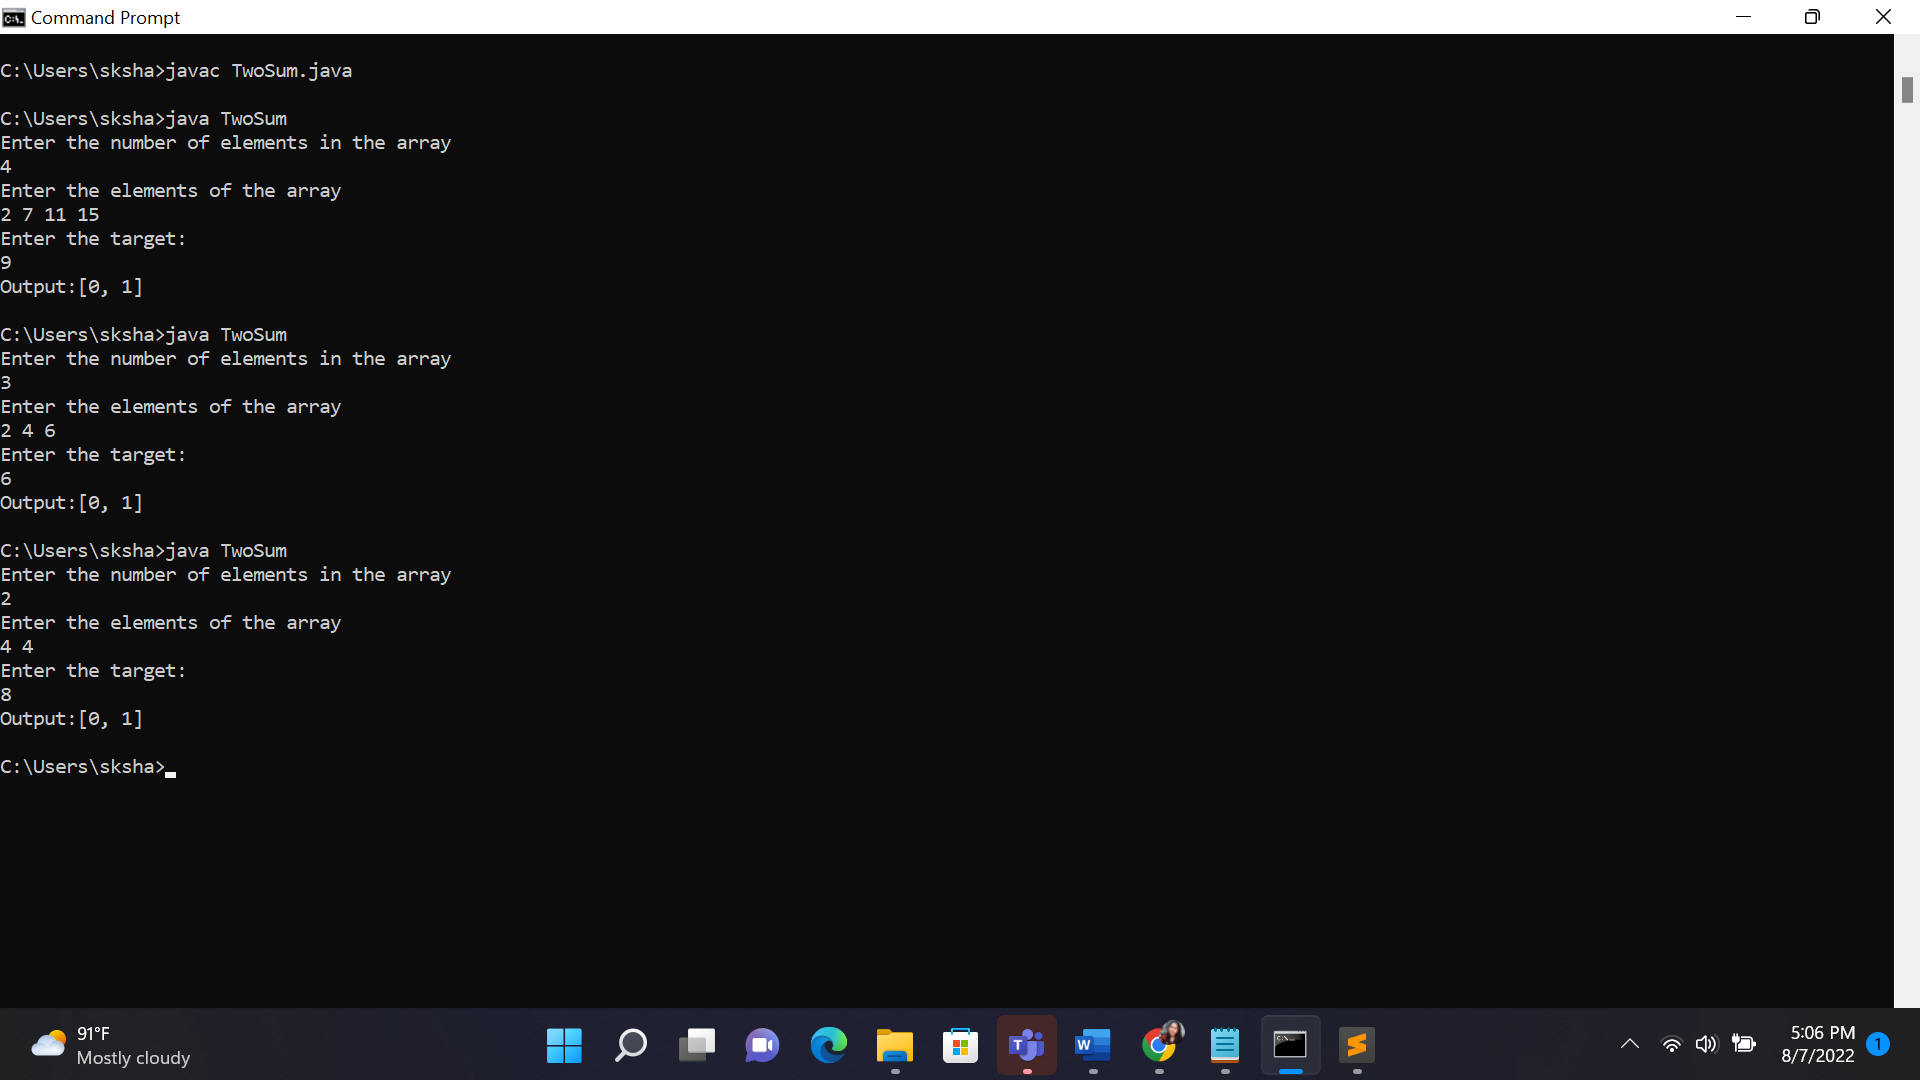 Command Prompt
C:\Users\sksha>javac TwoSum.java
C:\Users\sksha>java TwoSum
Enter the number of elements in the array
4
Enter the elements of the array
2 7 11 15
Enter the target:
9
Output:[0, 1]
C:\Users\sksha>java TwoSum
Enter the number of elements in the array
3
Enter the elements of the array
2 4 6
Enter the target:
6
Output:[0, 1]
C:\Users\sksha>java TwoSum
Enter the number of elements in the array
2
Enter the elements of the array
4 4
Enter the target:
8
Output:[0, 1]
C:\Users\sksha>
91°F
Mostly cloudy
5:06 PM
8/7/2022
1